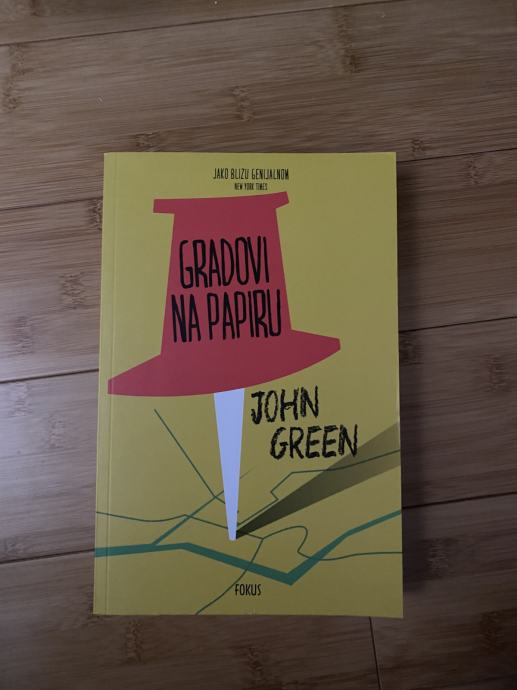 JAKO BLIZU GENIJALNOM
NEW YORK TIMES
GRADOVI
NA PAPIRU
JOHN
GREEN
FOKUS